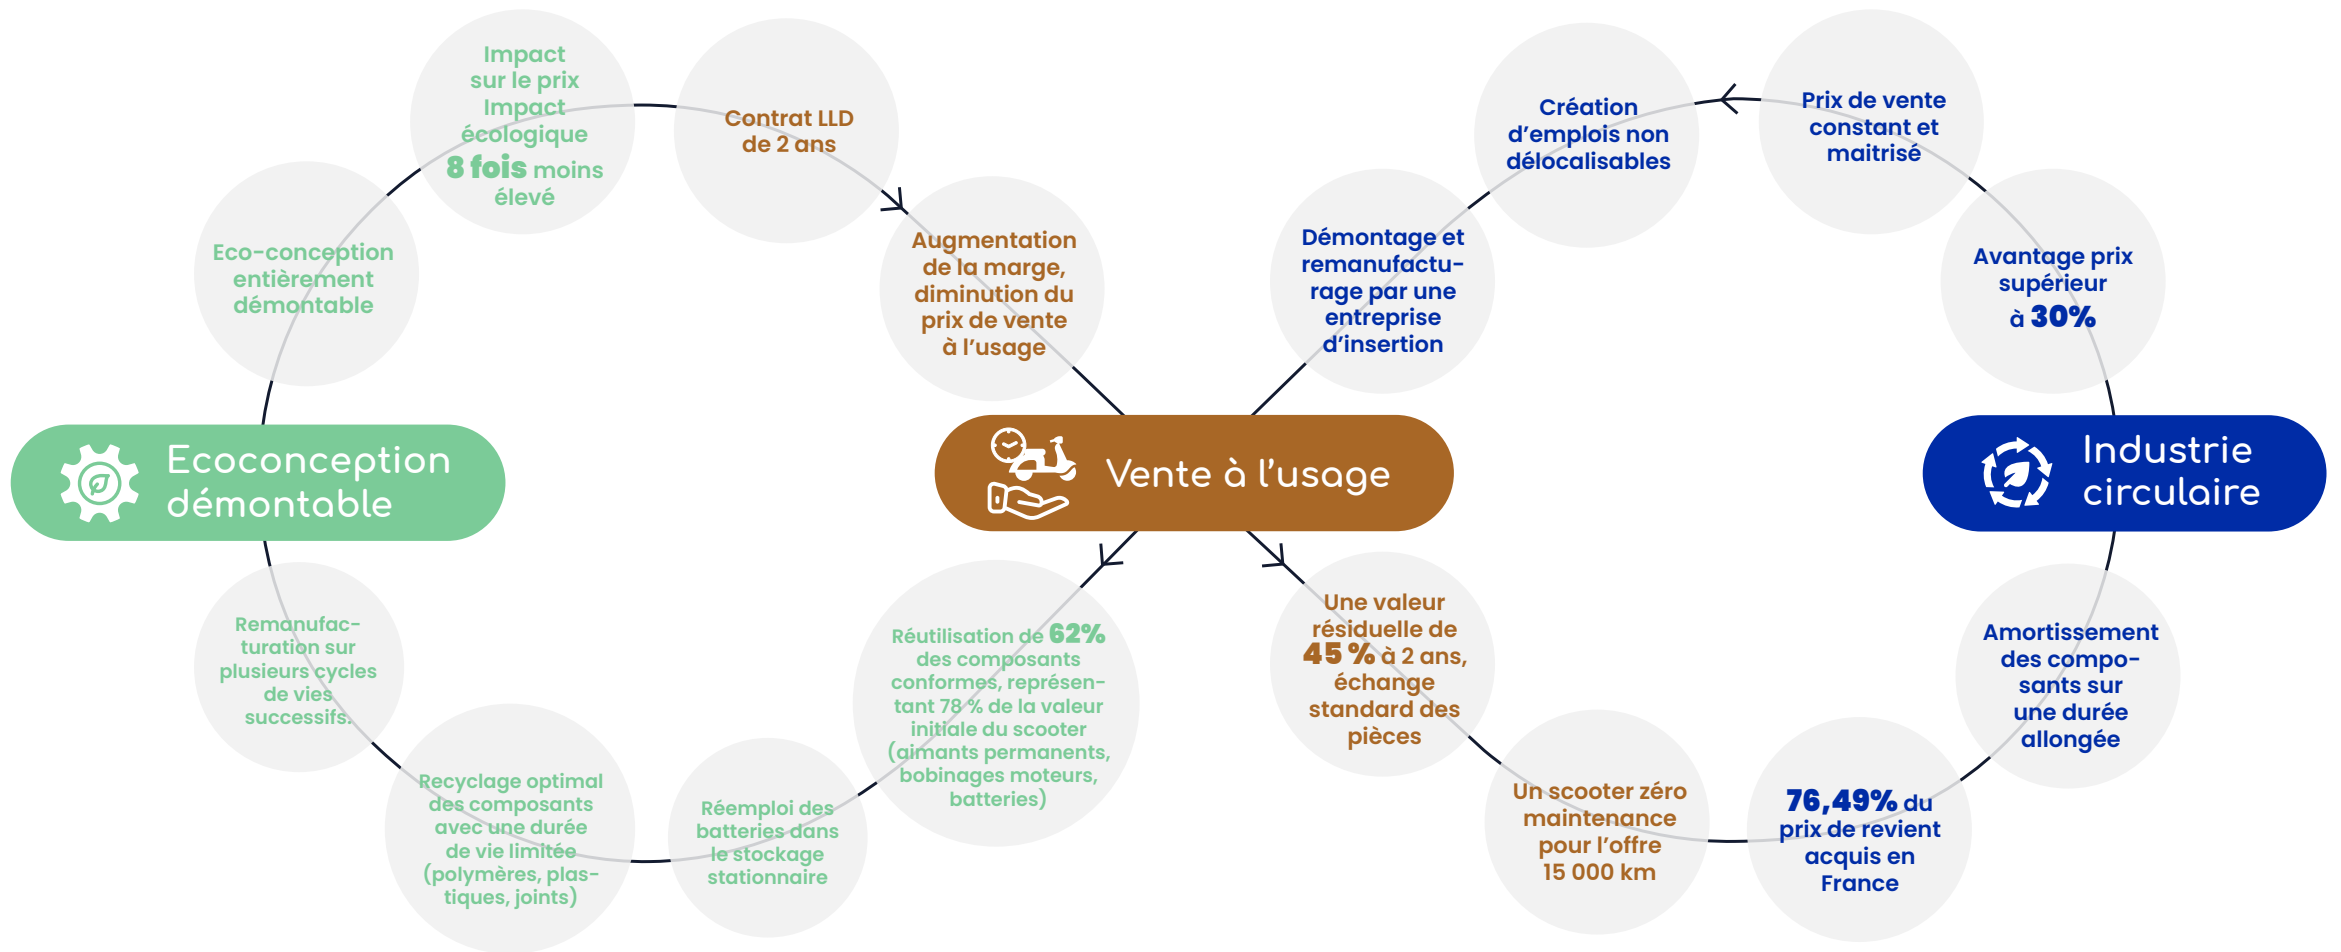 Impact
sur le prix
Impact
écologique
8 fois moins
élevé
Contrat LLD
de 2 ans
Eco-conception
entièrement
démontable
Augmentation
de la marge,
diminution du
prix de vente
à l'usage
Création
d'emplois non
délocalisables
Prix de vente
constant et
maitrisé
Démontage et
remanufactu-
rage par une
entreprise
d'insertion
Avantage prix
supérieur
à 30%
Ecoconception
démontable
Vente à l'usage
Industrie
circulaire
Remanufac-
turation sur
plusieurs cycles
de vies
successifs.
Recyclage optimal
des composants
avec une durée
de vie limitée
(polymères, plas-
tiques, joints)
Réemploi des
batteries dans
le stockage
stationnaire
Réutilisation de 62%
des composants
conformes, représen-
tant 78 % de la valeur
initiale du scooter
(aimants permanents,
bobinages moteurs,
batteries)
Une valeur
résiduelle de
45 % à 2 ans,
échange
standard des
pièces
Un scooter zéro
maintenance
pour l'offre
15 000 km
76,49% du
prix de revient
acquis en
France
Amortissement
des compo-
sants sur
une durée
allongée